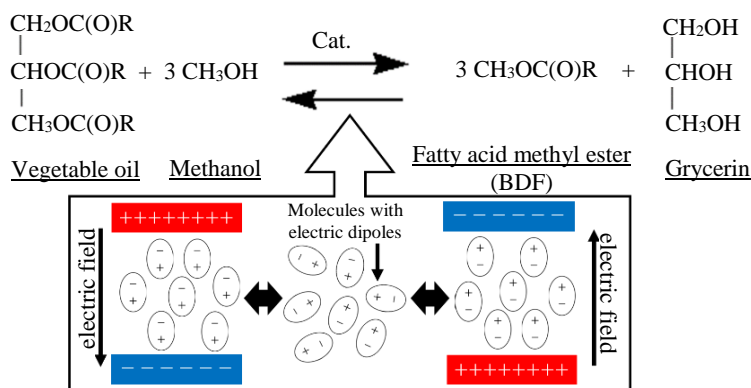 CH2OC(O)R
CHOC(O)R + 3 CH3OH
CH3OC(O)R
Cat.
3 CH3OC(O)R +
CH2OH
CHOH
CH3OH
Vegetable oil Methanol
Fatty acid methyl ester
(BDF)
Grycerin
++++++++
Molecules with
electric dipoles
− − − − − −
electric field
electric field
− − − − − −
++++++++